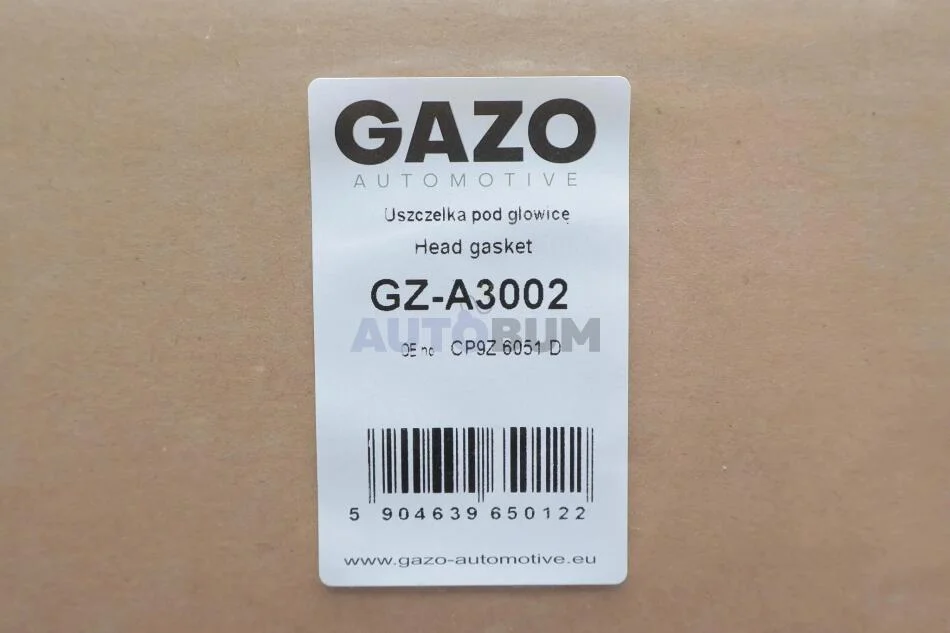 GAZO
AUTOMOTIVE
Uszczelka pod głowicę
Head gasket
GZ-A3002
AUTOBUM
OE no CP9Z 6051 D
5 904639 650122
www.gazo-automotive.eu